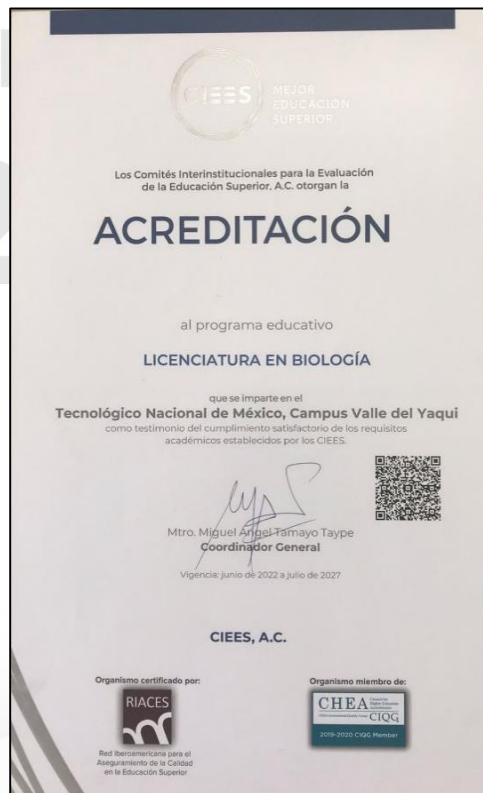 CIEES
MEJOR
EDUCACIÓN
SUPERIOR
Los Comités Interinstitucionales para la Evaluación
de la Educación Superior, A.C. otorgan la
ACREDITACIÓN
al programa educativo
LICENCIATURA EN BIOLOGÍA
que se imparte en el
Tecnológico Nacional de México, Campus Valle del Yaqui
como testimonio del cumplimiento satisfactorio de los requisitos
académicos establecidos por los CIEES.
Mtro. Miguel Ángel Tamayo Taype
Coordinador General
Vigencia: junio de 2022 a julio de 2027
CIEES, A.C.
Organismo certificado por:
RIACES
Red Iberoamericana para el
Aseguramiento de la Calidad
en la Educación Superior
Organismo miembro de:
CHEA
CIQG
2019-2020 CIQG Member